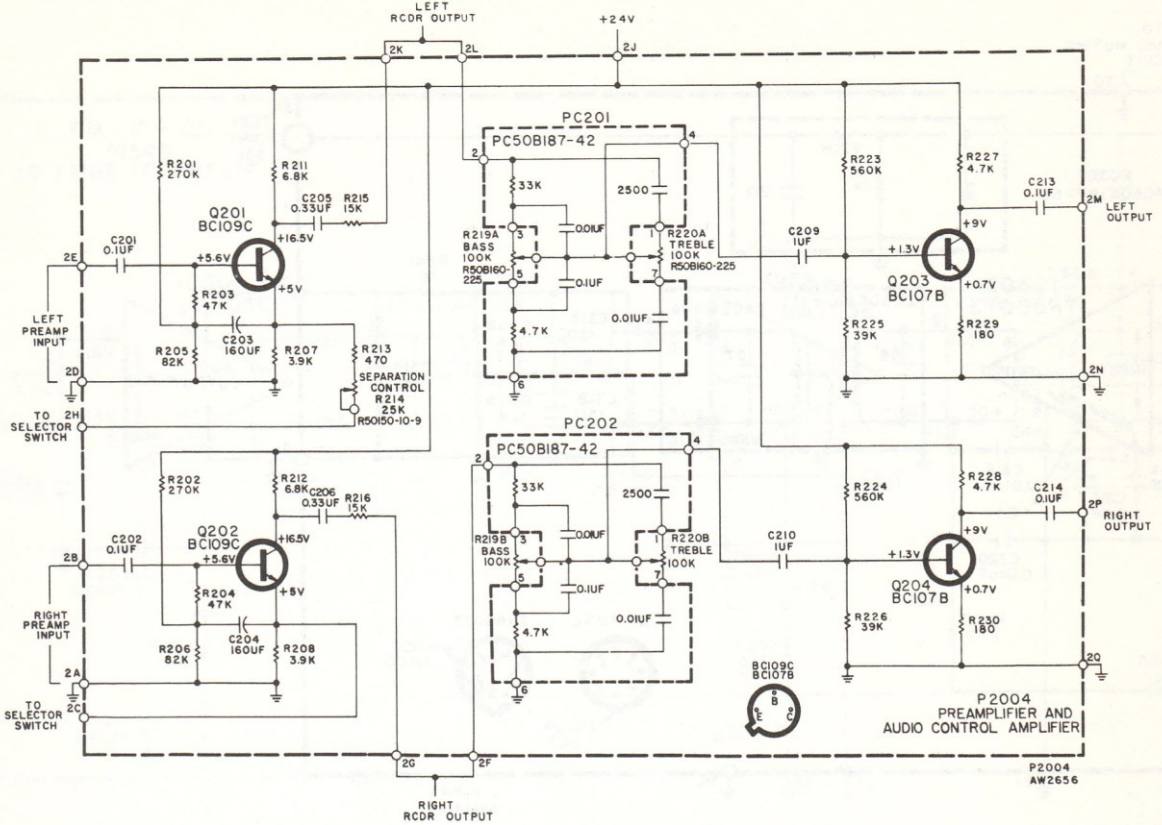 LEFT
RCDR OUTPUT
+24V
2K
2L
2J
PC201
PC50B187-42
2
4
R201
270K
R211
6.8K
C205
0.33UF
R215
15K
33K
2500
R223
560K
R227
4.7K
C213
0.1UF
2M
LEFT
OUTPUT
Q201
BC109C
+16.5V
C201
0.1UF
2E
+5.6V
+5V
R219A
BASS
100K
R50B160-
225
3
5
0.01UF
0.1UF
1
7
R220A
TREBLE
100K
R50B160-225
C209
1UF
+9V
+1.3V
Q203
BC107B
+0.7V
LEFT
PREAMP
INPUT
R203
47K
C203
160UF
R205
82K
R207
3.9K
R213
470
SEPARATION
CONTROL
R214
25K
R50150-10-9
4.7K
0.01UF
6
R225
39K
R229
180
2D
2N
TO
SELECTOR
SWITCH
2H
PC202
PC50B187-42
2
4
R202
270K
R212
6.8K
C206
0.33UF
R216
15K
33K
2500
R224
560K
R228
4.7K
C214
0.1UF
2P
RIGHT
OUTPUT
Q202
BC109C
+16.5V
C202
0.1UF
2B
+5.6V
+5V
R219B
BASS
100K
3
5
0.01UF
0.1UF
1
7
R220B
TREBLE
100K
C210
1UF
+9V
+1.3V
Q204
BC107B
+0.7V
RIGHT
PREAMP
INPUT
R204
47K
C204
160UF
R206
82K
R208
3.9K
4.7K
0.01UF
6
R226
39K
R230
180
2A
2Q
TO
SELECTOR
SWITCH
2C
BC109C
BC107B
B
E
C
P2004
PREAMPLIFIER AND
AUDIO CONTROL AMPLIFIER
2G
2F
P2004
AW2656
RIGHT
RCDR OUTPUT